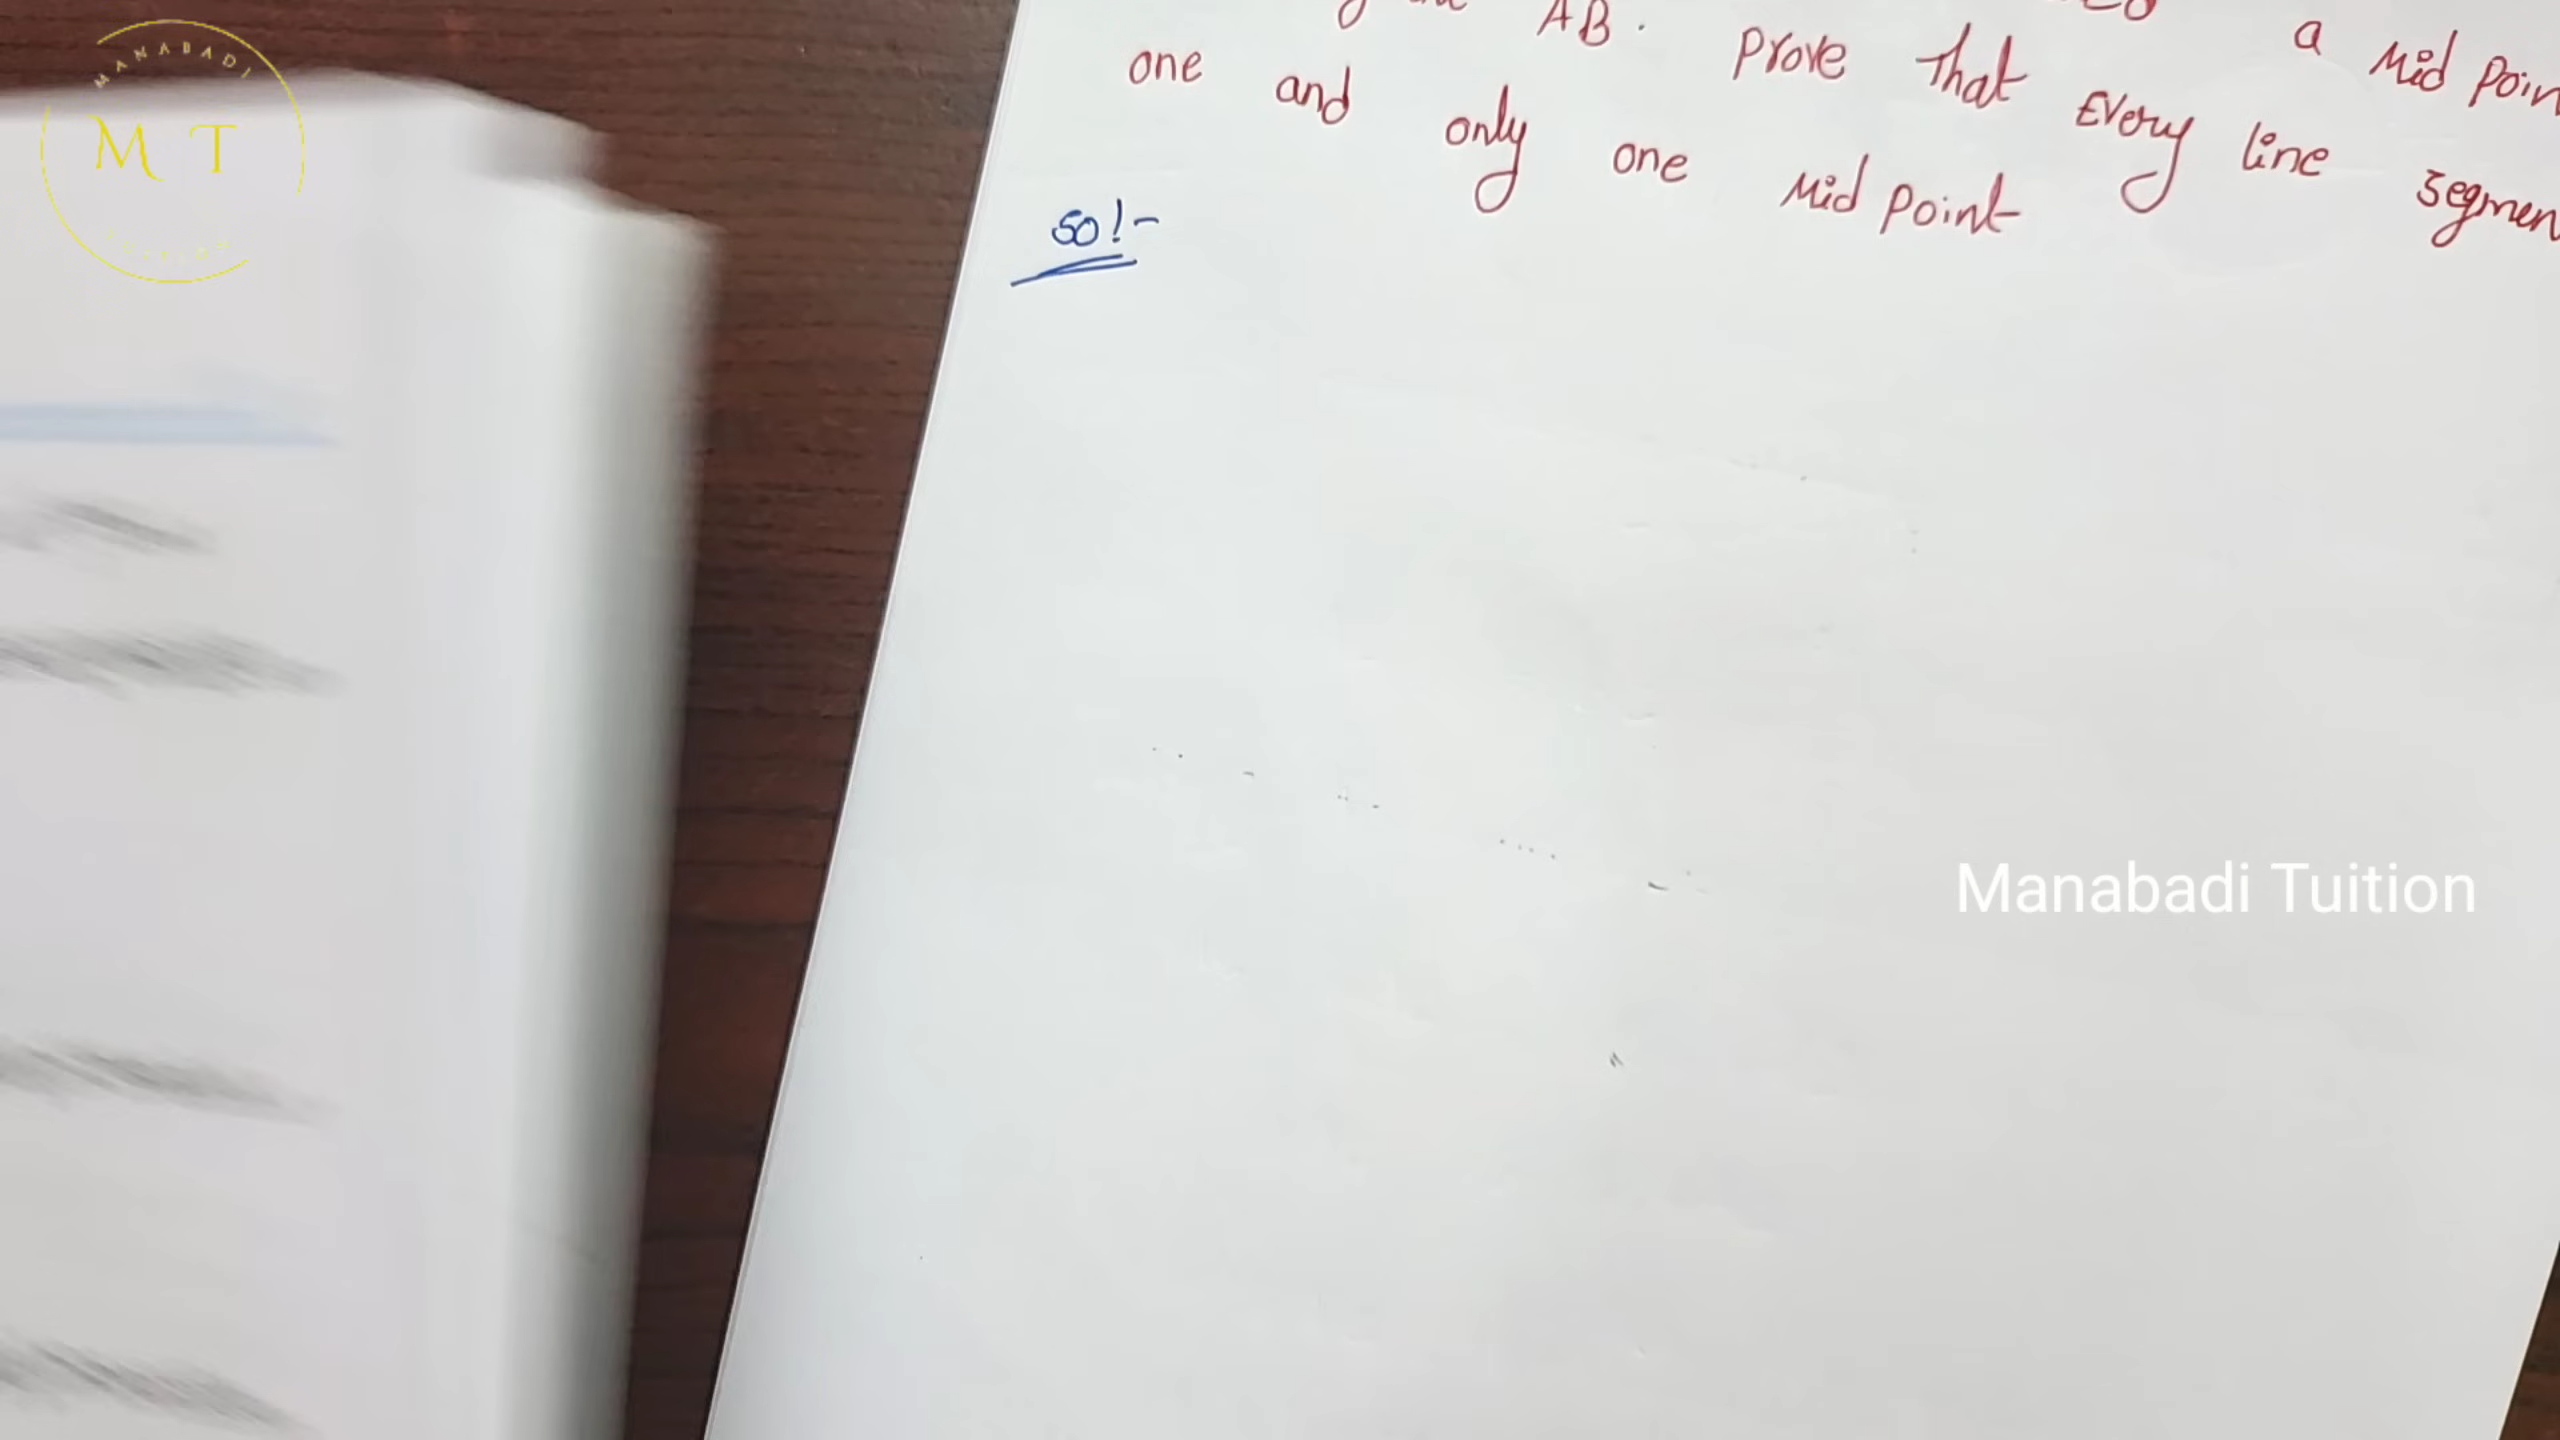 MANABADI
M T
AB. a Mid Poin
one and only one Mid Point Prove That Every line Segmen
Sol-
Manabadi Tuition